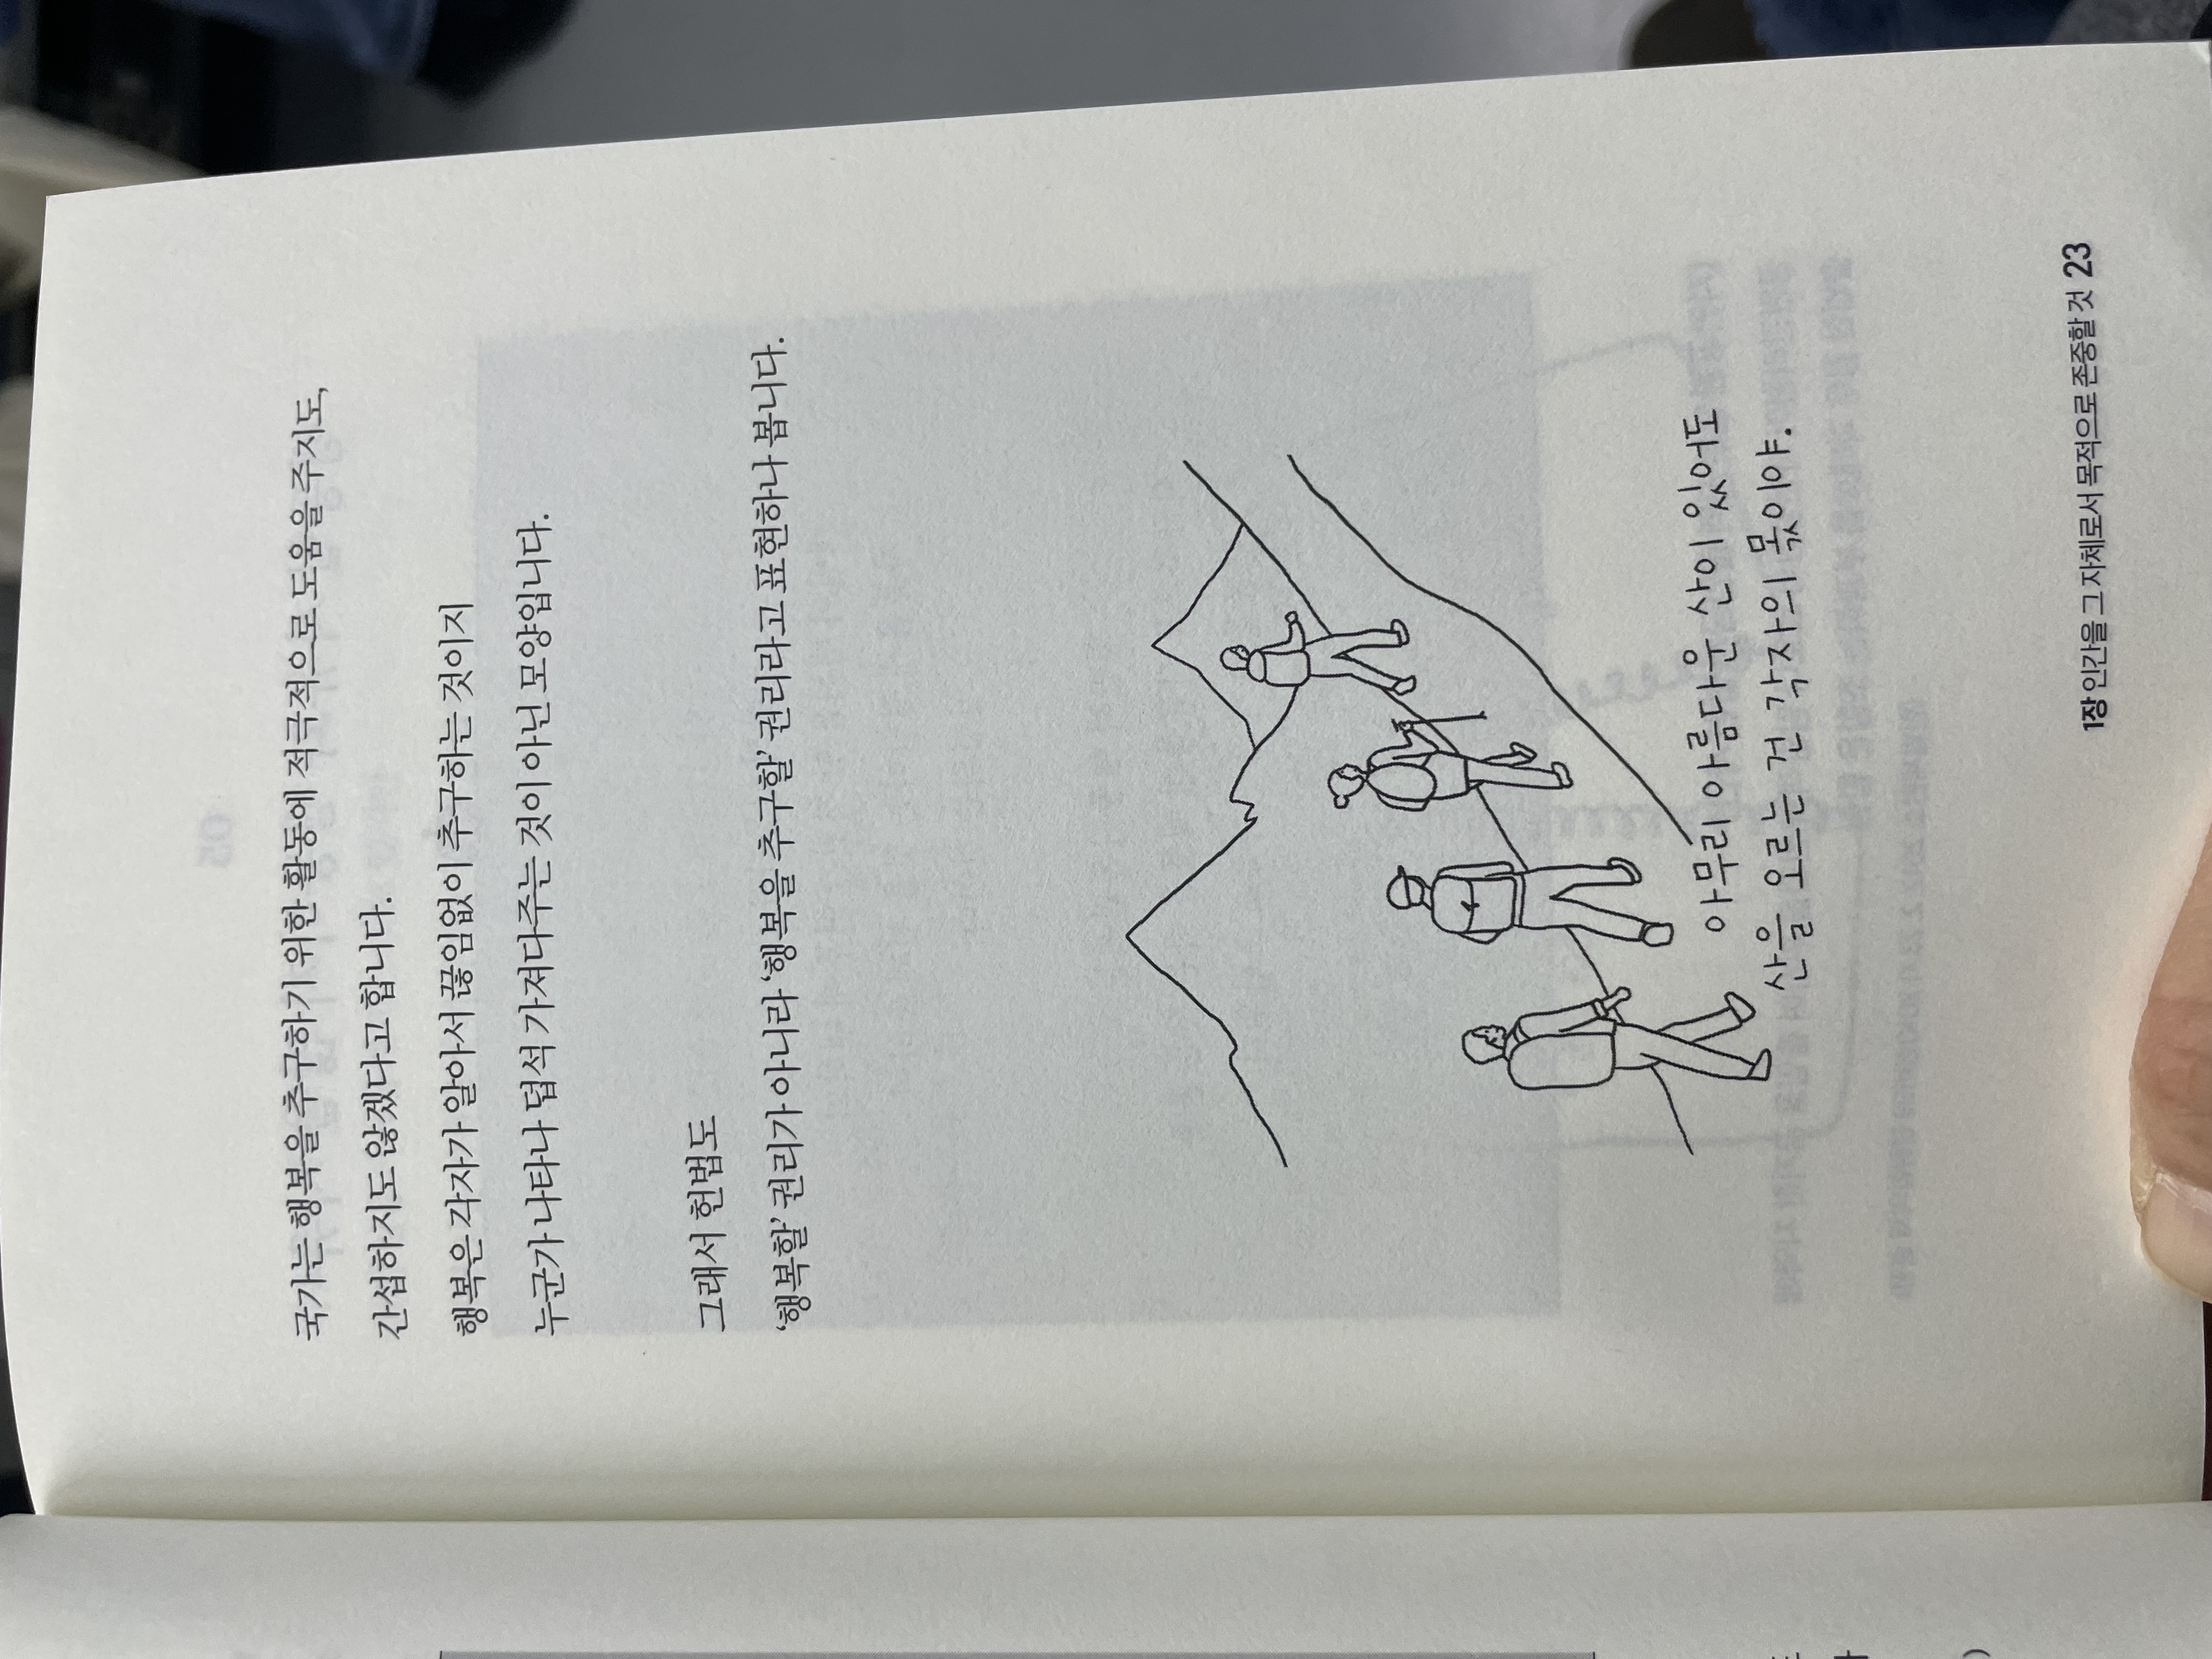 국가는 행복을 추구하기 위한 활동에 적극적으로 도움을 주지도,
간섭하지도 않겠다고 합니다.
행복은 각자가 알아서 끊임없이 추구하는 것이지
누군가 나타나 덥석 가져다주는 것이 아닌 모양입니다.
그래서 헌법도
‘행복할’ 권리가 아니라 ‘행복을 추구할’ 권리라고 표현하나 봅니다.
아무리 아름다운 산이 있어도
산을 오르는 건 각자의 몫이야.
1장 인간을 그 자체로서 목적으로 존중할 것 23